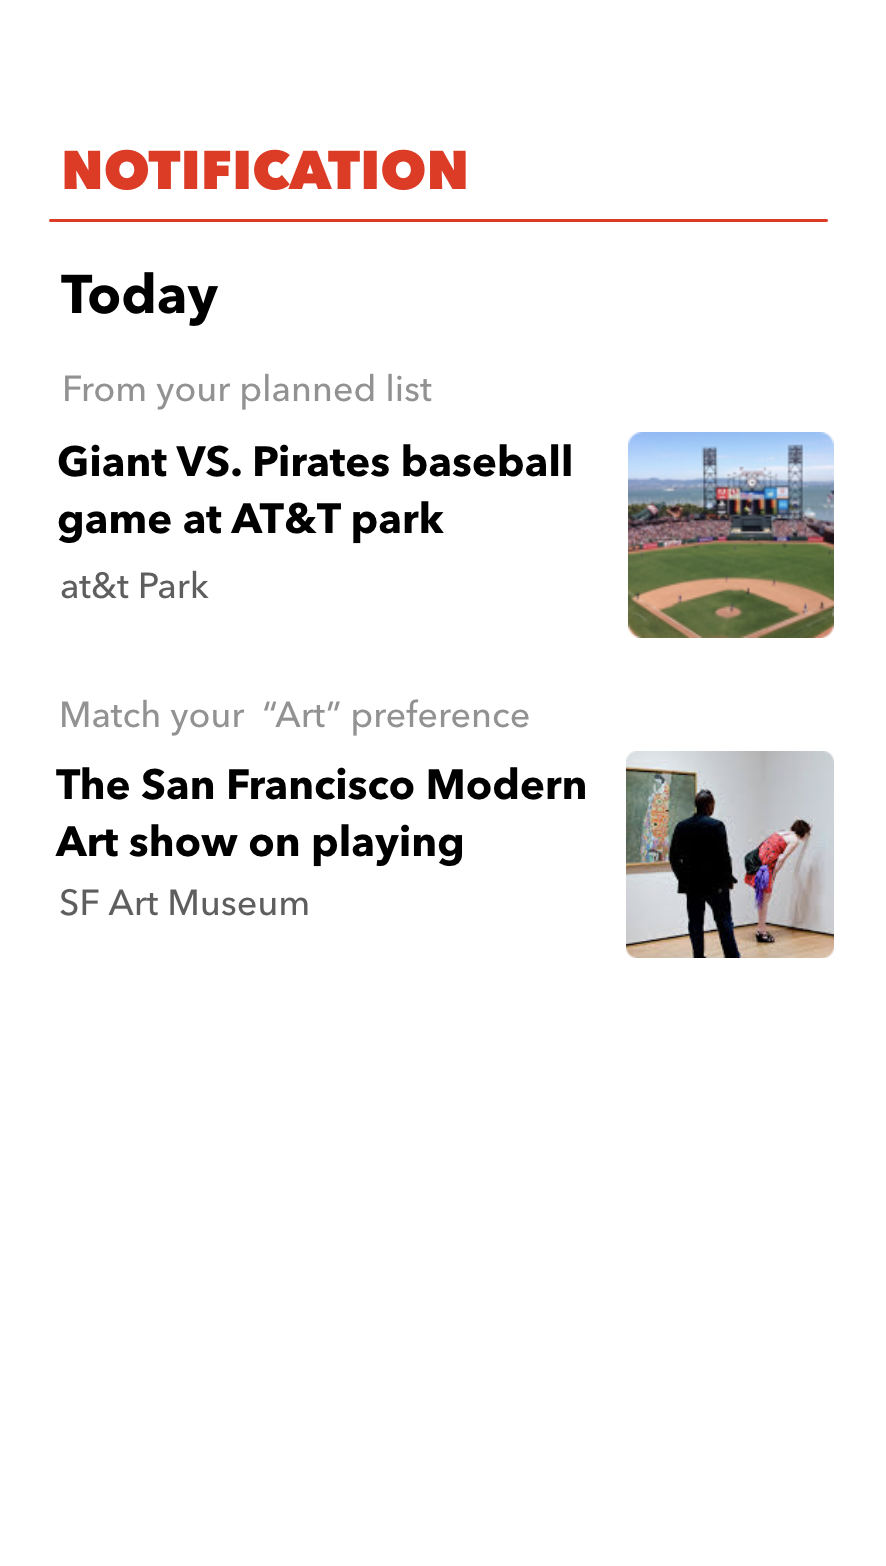 NOTIFICATION
Today
From your planned list
Giant VS. Pirates baseball
game at AT&T park
at&t Park
Match your  “Art” preference
The San Francisco Modern
Art show on playing
SF Art Museum